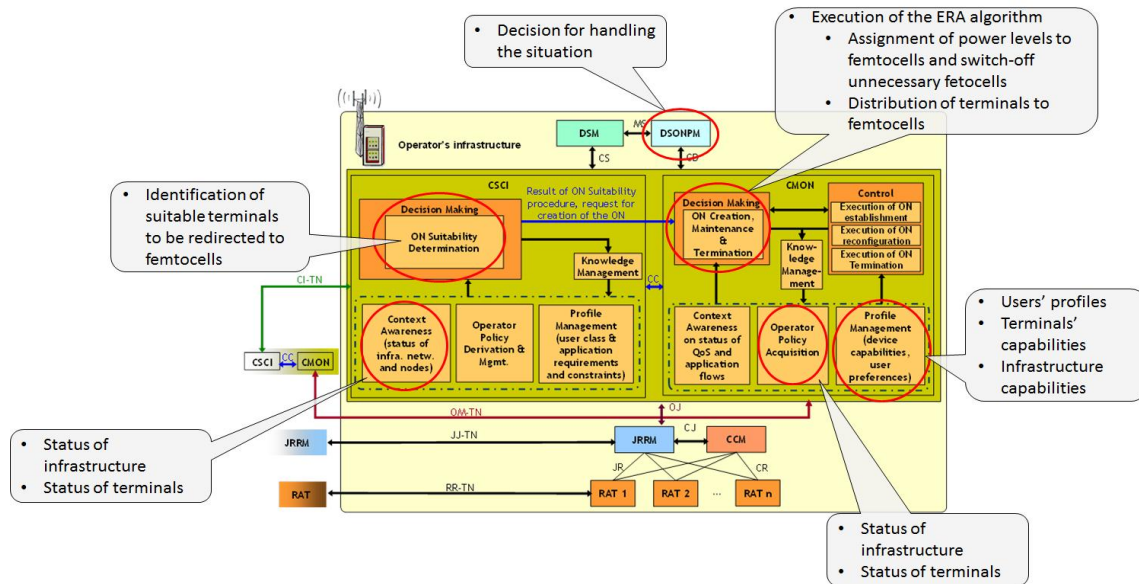 • Decision for handling
the situation
• Execution of the ERA algorithm
• Assignment of power levels to
femtocells and switch-off
unnecessary fetocells
• Distribution of terminals to
femtocells
Operator's infrastructure
DSM
MS
DSONPM
CS
CD
• Identification of
suitable terminals
to be redirected to
femtocells
CSCI
Decision Making
ON Suitability
Determination
Result of ON Suitability
procedure, request for
creation of the ON
Knowledge
Management
CC
Context
Awareness
(status of
infra. netw.
and nodes)
Operator
Policy
Derivation &
Mgmt.
Profile
Management
(user class &
application
requirements
and constraints)
CMON
Decision Making
ON Creation,
Maintenance
&
Termination
Control
Execution of ON
establishment
Execution of ON
reconfiguration
Execution of ON
Termination
Know-
ledge
Manage-
ment
Context
Awareness
on status of
QoS and
application
flows
Operator
Policy
Acquisition
Profile
Management
(device
capabilities,
user
preferences)
• Users' profiles
• Terminals'
capabilities
• Infrastructure
capabilities
CI-TN
CSCI
CC
CMON
OM-TN
OJ
• Status of
infrastructure
• Status of terminals
JRRM
JJ-TN
JRRM
CJ
CCM
JR
CR
RAT
RR-TN
RAT 1
RAT 2
...
RAT n
• Status of
infrastructure
• Status of terminals